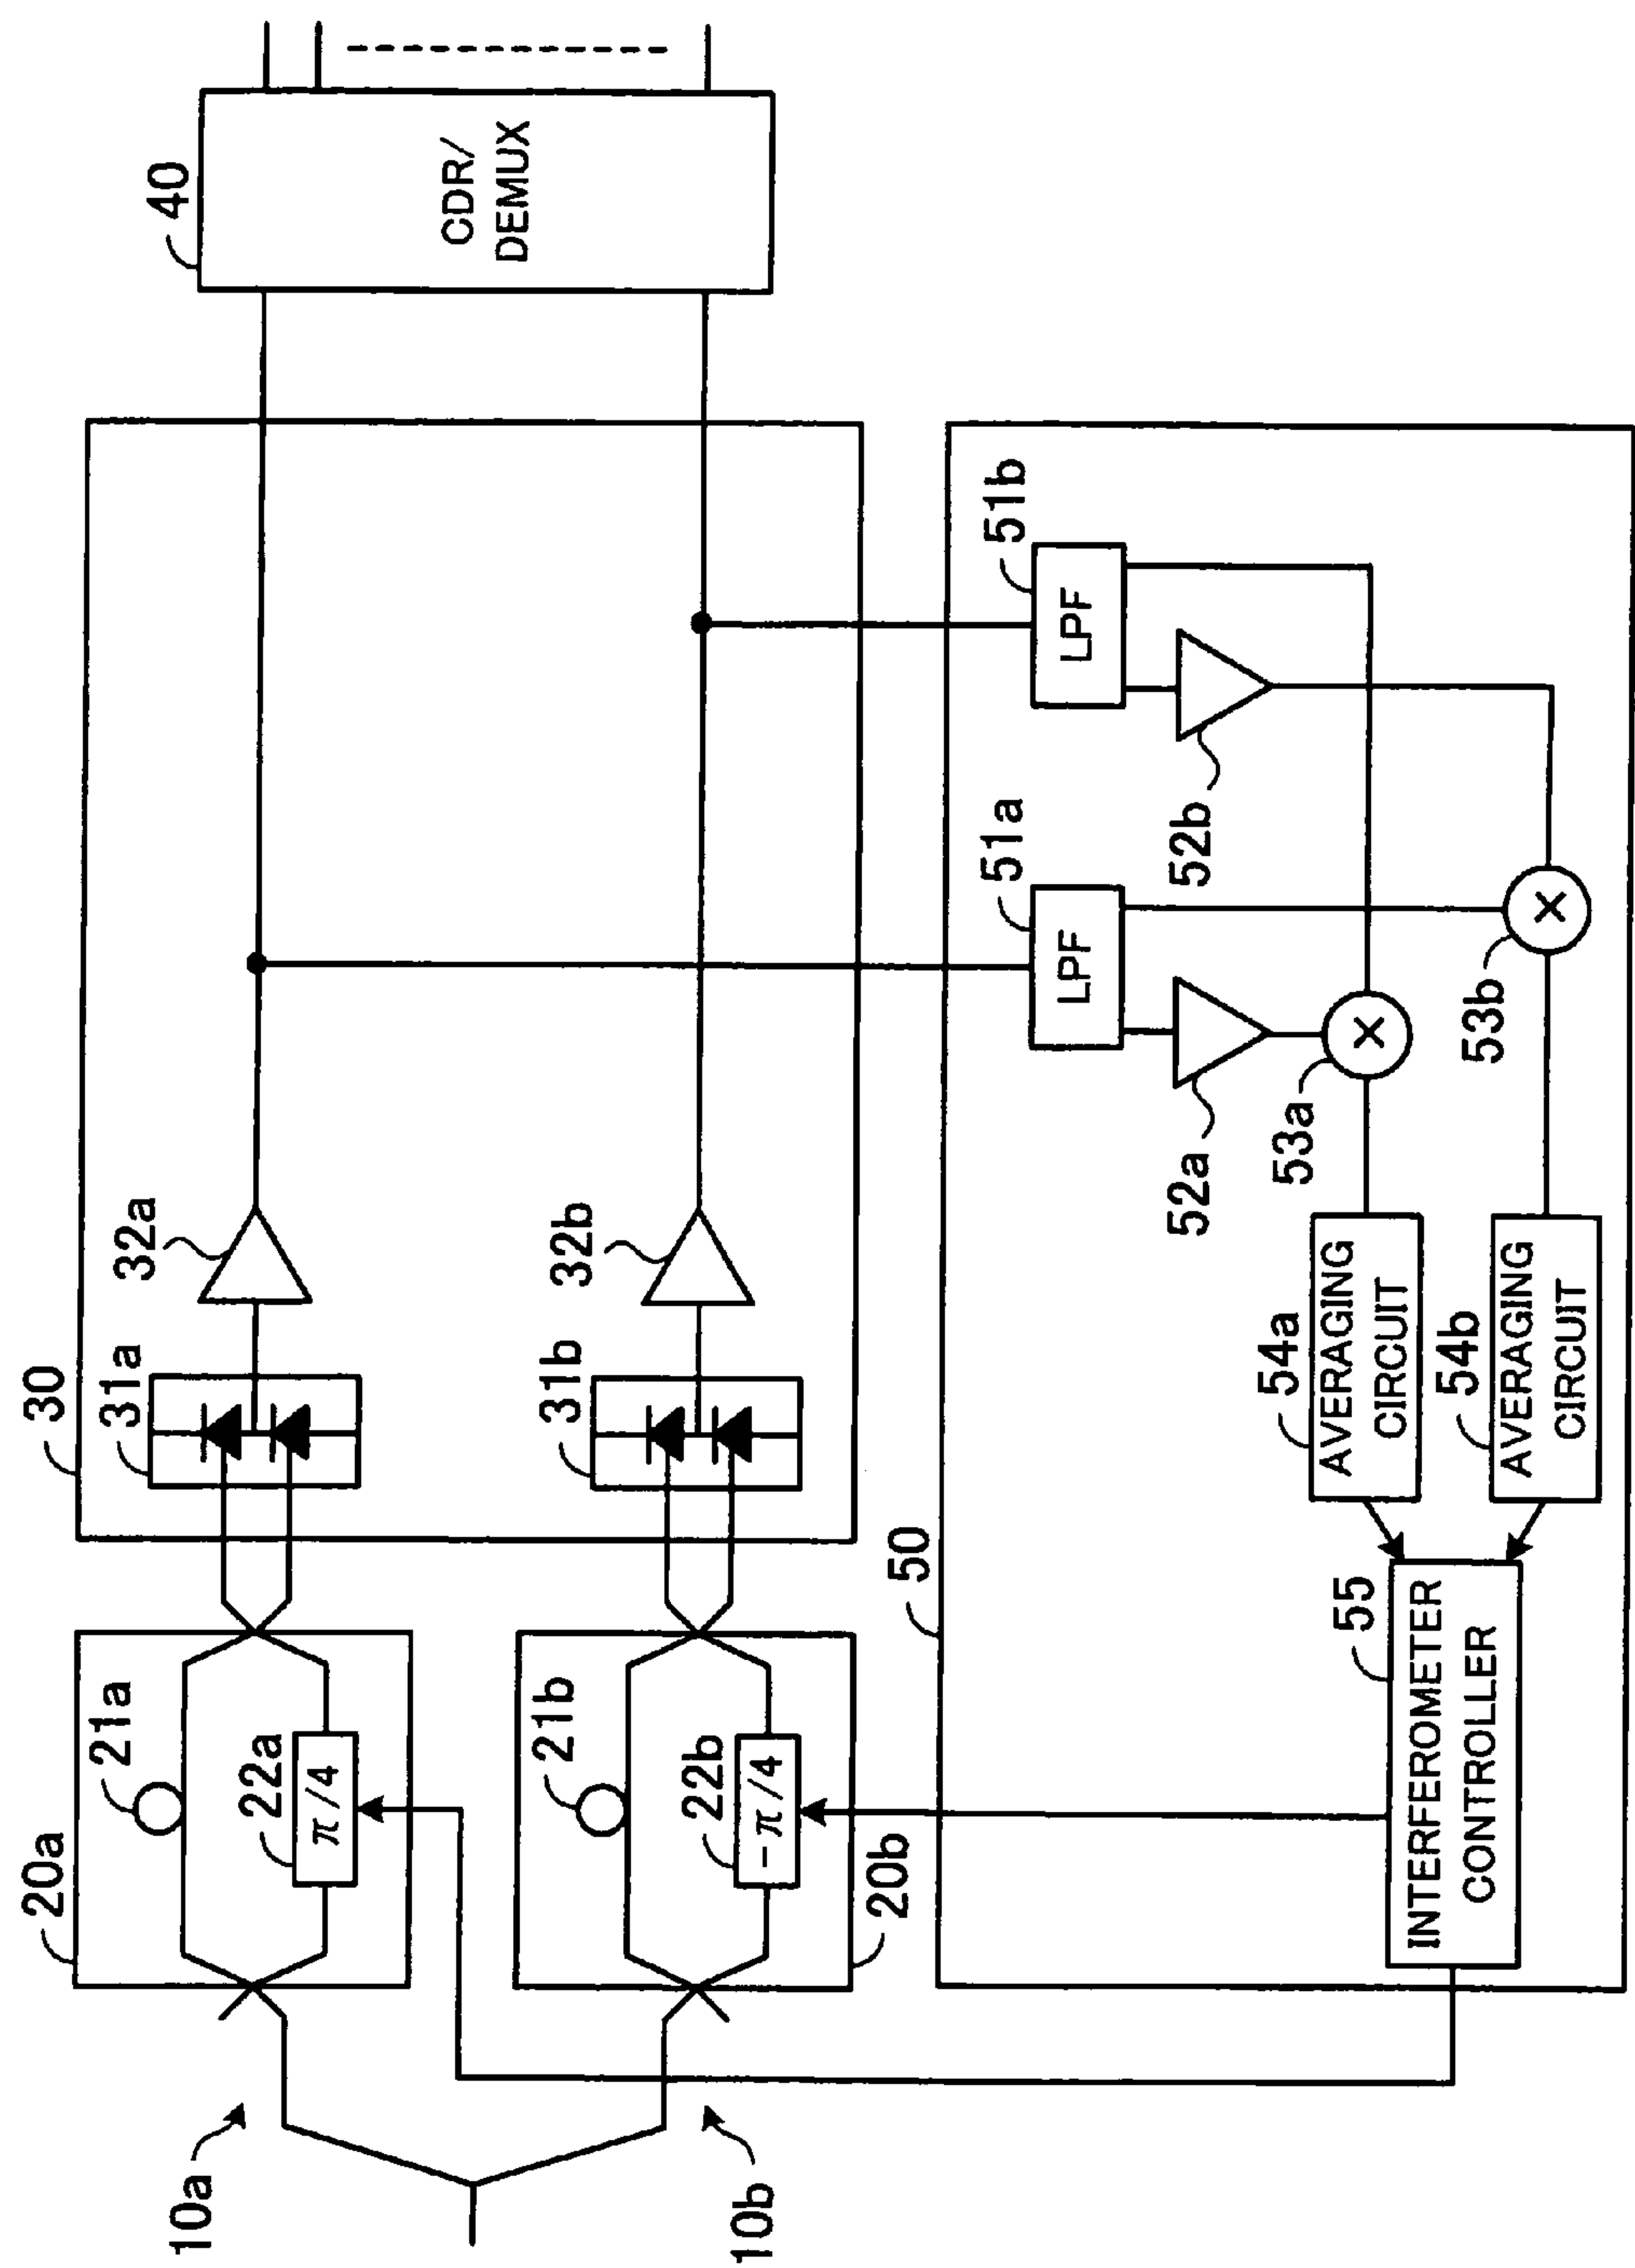 10a
10b
20a
21a
22a
π/4
20b
21b
22b
-π/4
30
31a
32a
31b
32b
40
CDR/
DEMUX
50
51a
LPF
51b
LPF
52a
52b
53a
×
53b
×
54a
AVERAGING
CIRCUIT
54b
AVERAGING
CIRCUIT
55
INTERFEROMETER
CONTROLLER